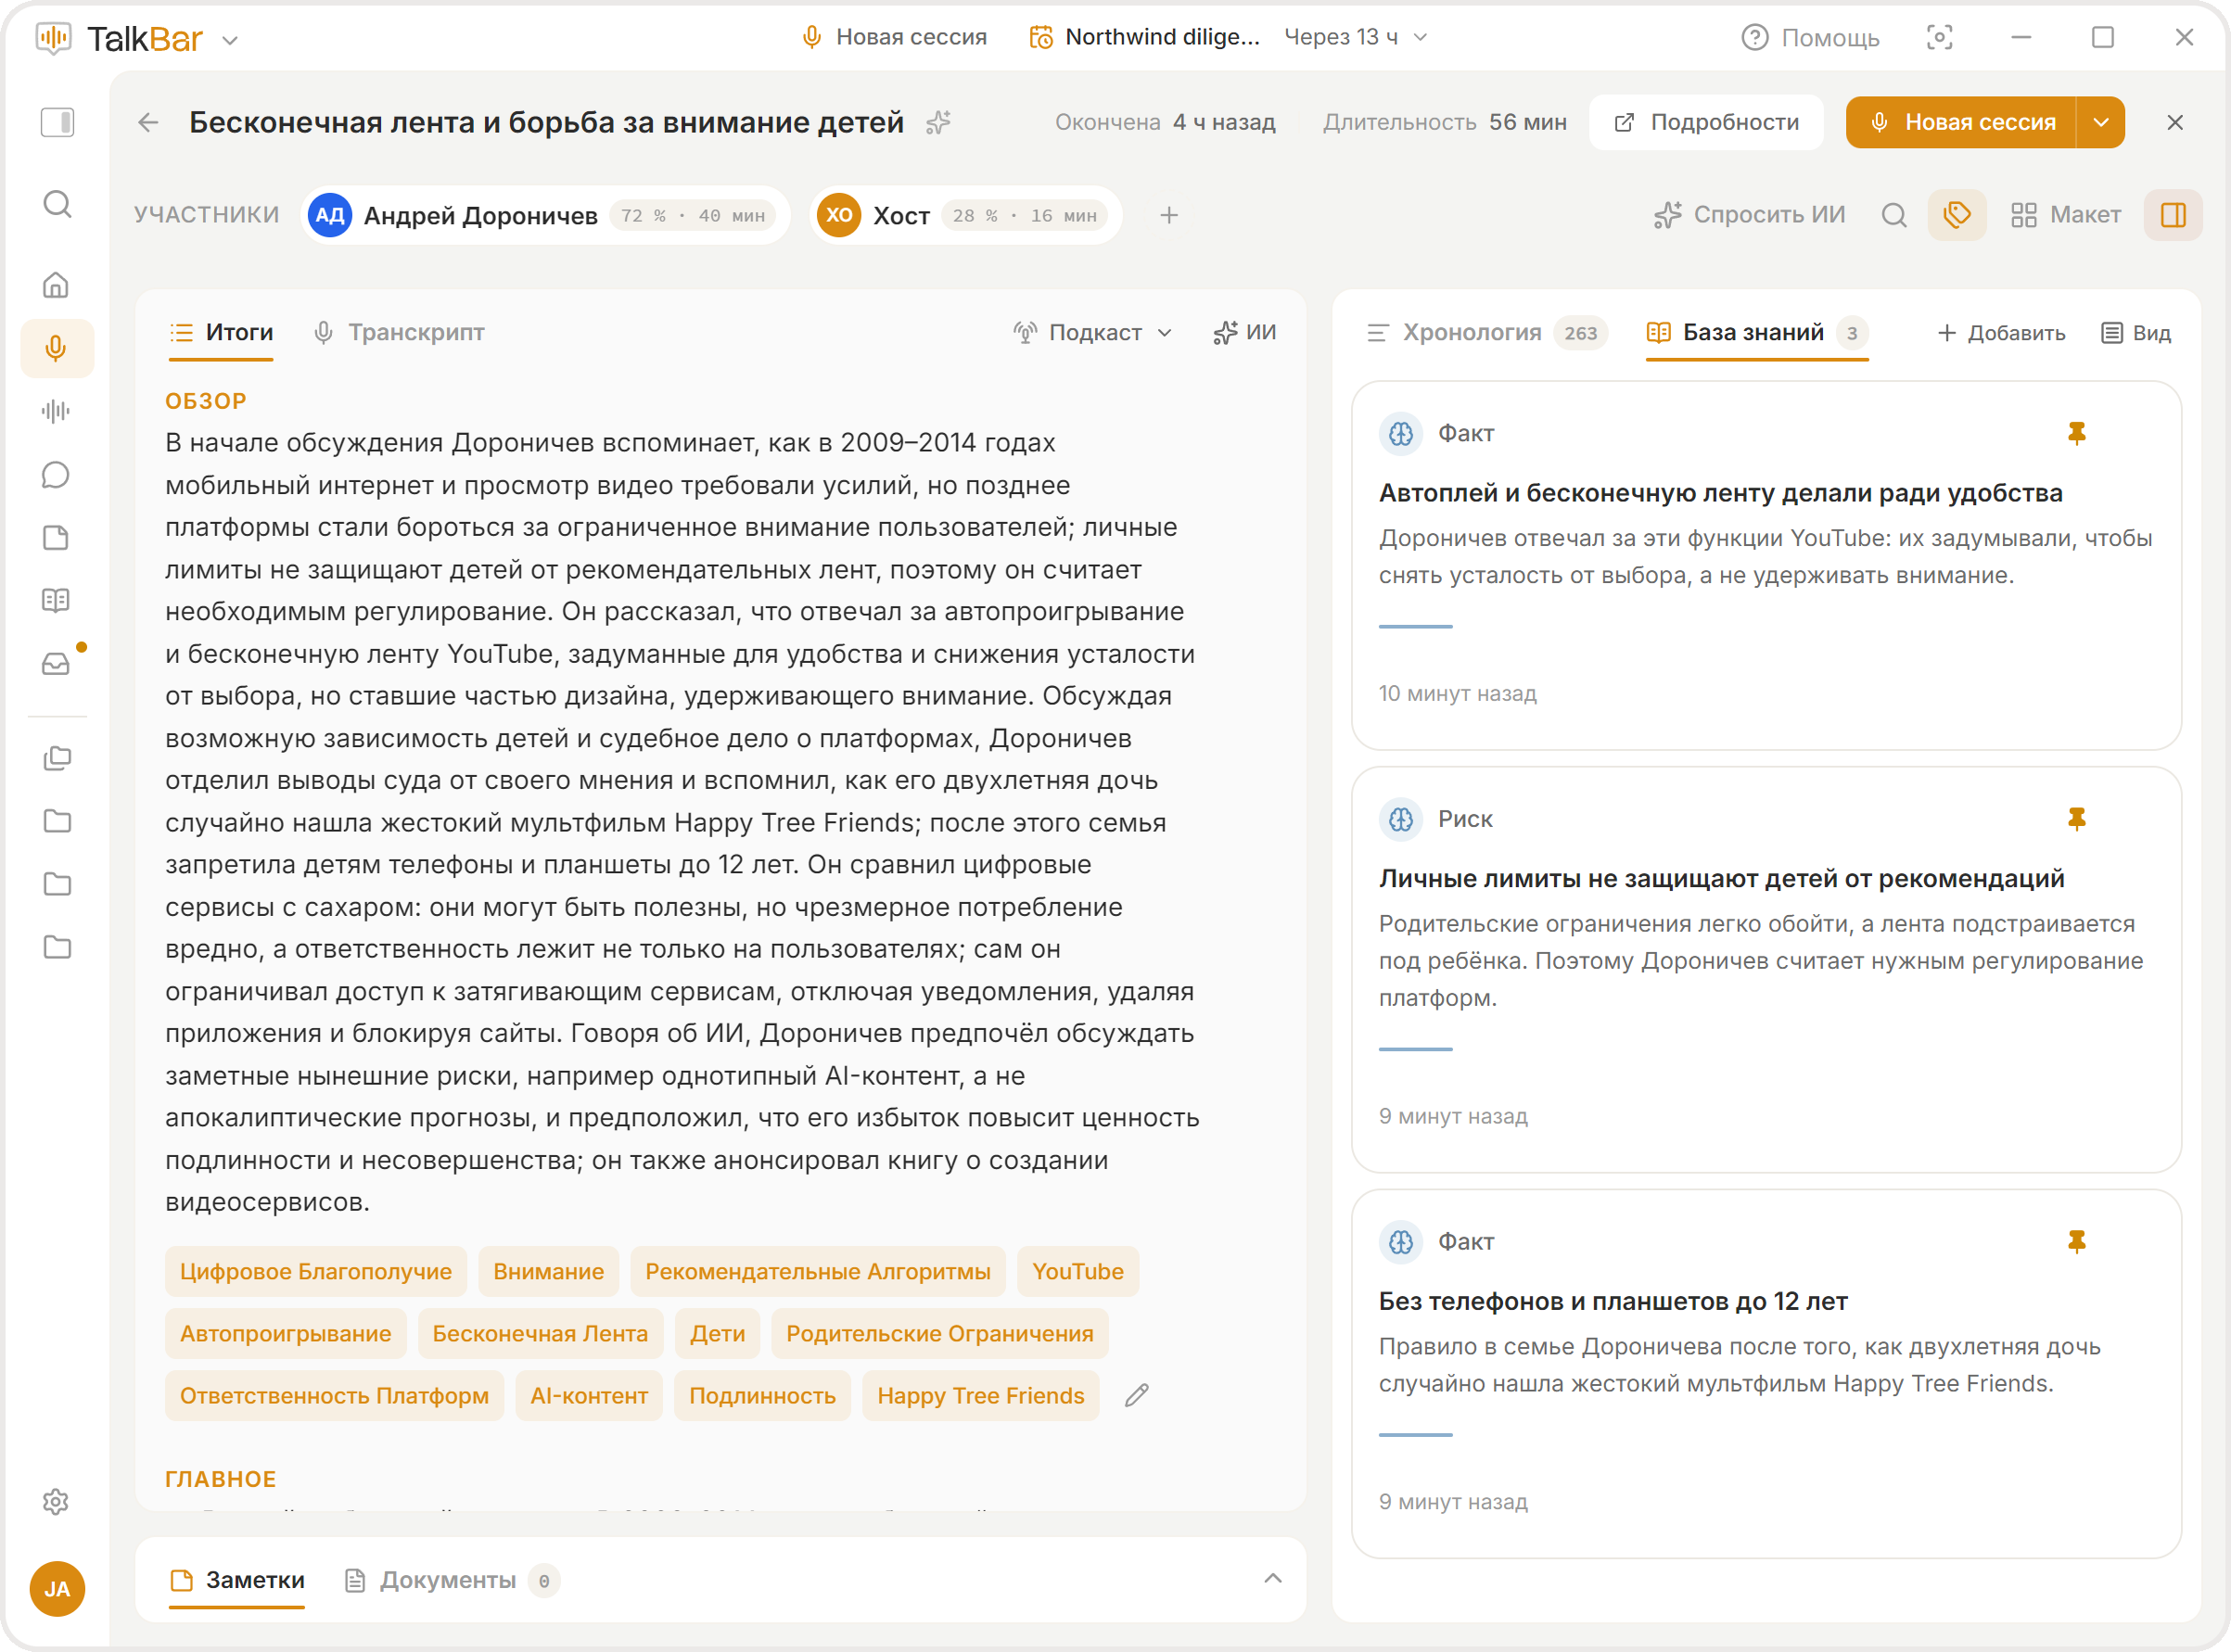 TalkBar
Новая сессия
Northwind dilige...
Через 13 ч
Помощь
Бесконечная лента и борьба за внимание детей
Окончена 4 ч назад
Длительность 56 мин
Подробности
Новая сессия
УЧАСТНИКИ
АД Андрей Дороничев 72 % · 40 мин
ХО Хост 28 % · 16 мин
Спросить ИИ
Макет
Итоги
Транскрипт
Подкаст
ИИ
ОБЗОР
В начале обсуждения Дороничев вспоминает, как в 2009–2014 годах
мобильный интернет и просмотр видео требовали усилий, но позднее
платформы стали бороться за ограниченное внимание пользователей; личные
лимиты не защищают детей от рекомендательных лент, поэтому он считает
необходимым регулирование. Он рассказал, что отвечал за автопроигрывание
и бесконечную ленту YouTube, задуманные для удобства и снижения усталости
от выбора, но ставшие частью дизайна, удерживающего внимание. Обсуждая
возможную зависимость детей и судебное дело о платформах, Дороничев
отделил выводы суда от своего мнения и вспомнил, как его двухлетняя дочь
случайно нашла жестокий мультфильм Happy Tree Friends; после этого семья
запретила детям телефоны и планшеты до 12 лет. Он сравнил цифровые
сервисы с сахаром: они могут быть полезны, но чрезмерное потребление
вредно, а ответственность лежит не только на пользователях; сам он
ограничивал доступ к затягивающим сервисам, отключая уведомления, удаляя
приложения и блокируя сайты. Говоря об ИИ, Дороничев предпочёл обсуждать
заметные нынешние риски, например однотипный AI-контент, а не
апокалиптические прогнозы, и предположил, что его избыток повысит ценность
подлинности и несовершенства; он также анонсировал книгу о создании
видеосервисов.
Цифровое Благополучие
Внимание
Рекомендательные Алгоритмы
YouTube
Автопроигрывание
Бесконечная Лента
Дети
Родительские Ограничения
Ответственность Платформ
AI-контент
Подлинность
Happy Tree Friends
ГЛАВНОЕ
Заметки
Документы 0
Хронология 263
База знаний 3
Добавить
Вид
Факт
Автоплей и бесконечную ленту делали ради удобства
Дороничев отвечал за эти функции YouTube: их задумывали, чтобы
снять усталость от выбора, а не удерживать внимание.
10 минут назад
Риск
Личные лимиты не защищают детей от рекомендаций
Родительские ограничения легко обойти, а лента подстраивается
под ребёнка. Поэтому Дороничев считает нужным регулирование
платформ.
9 минут назад
Факт
Без телефонов и планшетов до 12 лет
Правило в семье Дороничева после того, как двухлетняя дочь
случайно нашла жестокий мультфильм Happy Tree Friends.
9 минут назад
JA